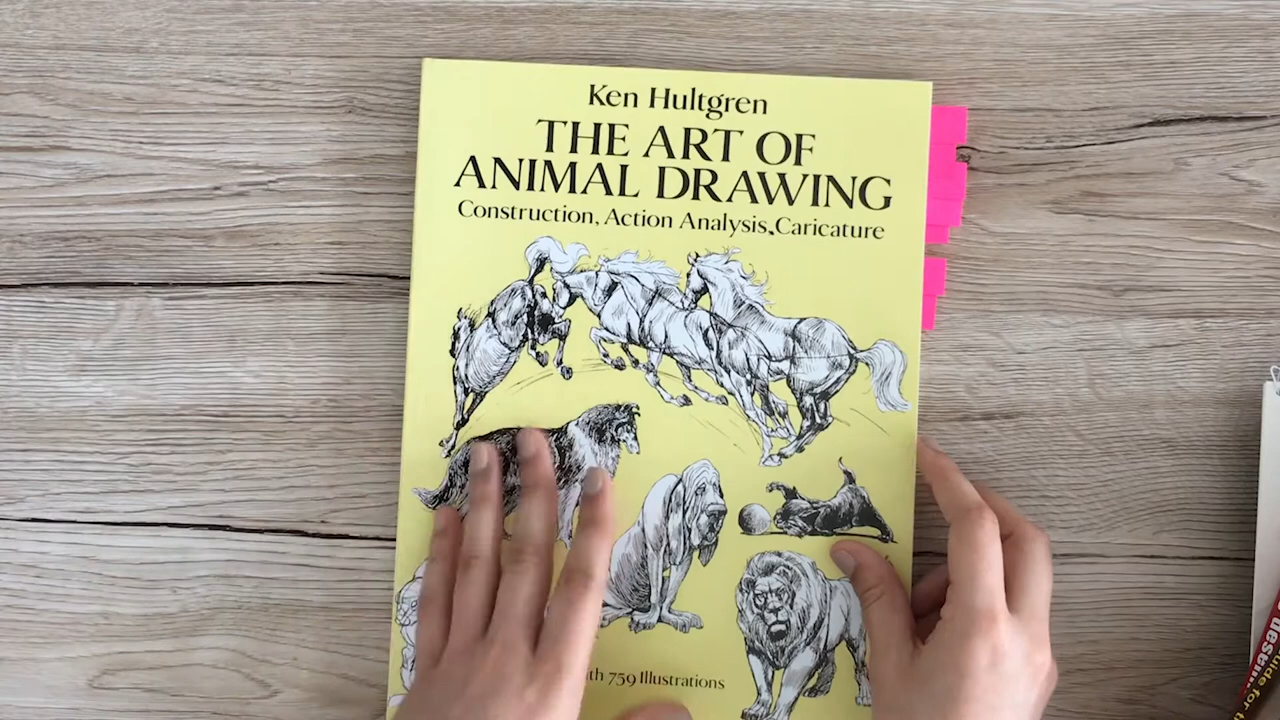 Ken Hultgren
THE ART OF
ANIMAL DRAWING
Construction, Action Analysis, Caricature
759 Illustrations